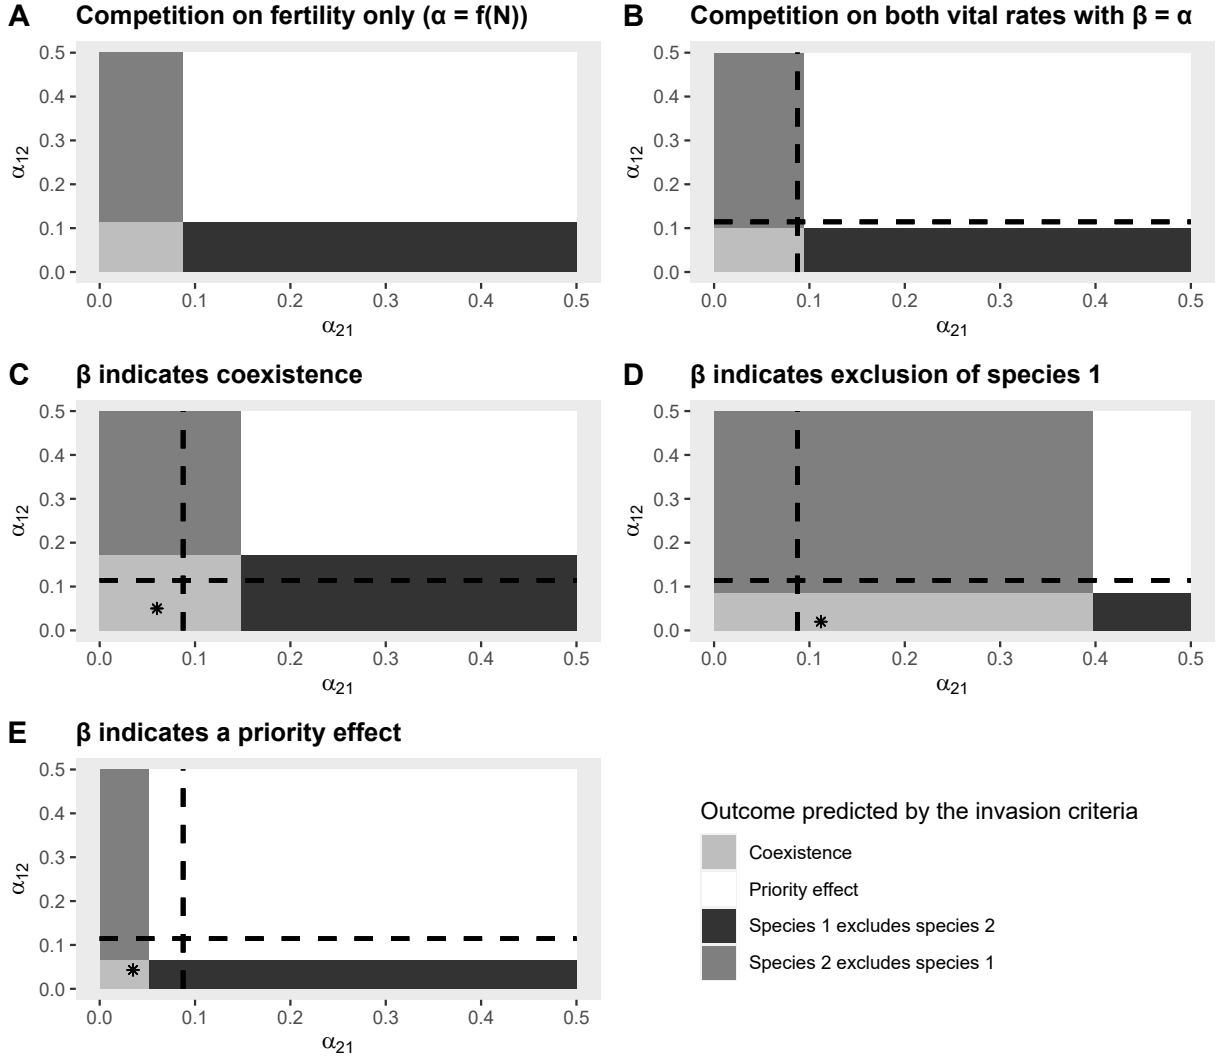 A Competition on fertility only (α = f(N))
0.5
0.4
0.3
0.2
0.1
0.0
α12
0.0 0.1 0.2 0.3 0.4 0.5
α21
B Competition on both vital rates with β = α
0.5
0.4
0.3
0.2
0.1
0.0
α12
0.0 0.1 0.2 0.3 0.4 0.5
α21
C β indicates coexistence
0.5
0.4
0.3
0.2
0.1
0.0
α12
0.0 0.1 0.2 0.3 0.4 0.5
α21
D β indicates exclusion of species 1
0.5
0.4
0.3
0.2
0.1
0.0
α12
0.0 0.1 0.2 0.3 0.4 0.5
α21
E β indicates a priority effect
0.5
0.4
0.3
0.2
0.1
0.0
α12
0.0 0.1 0.2 0.3 0.4 0.5
α21
Outcome predicted by the invasion criteria
Coexistence
Priority effect
Species 1 excludes species 2
Species 2 excludes species 1